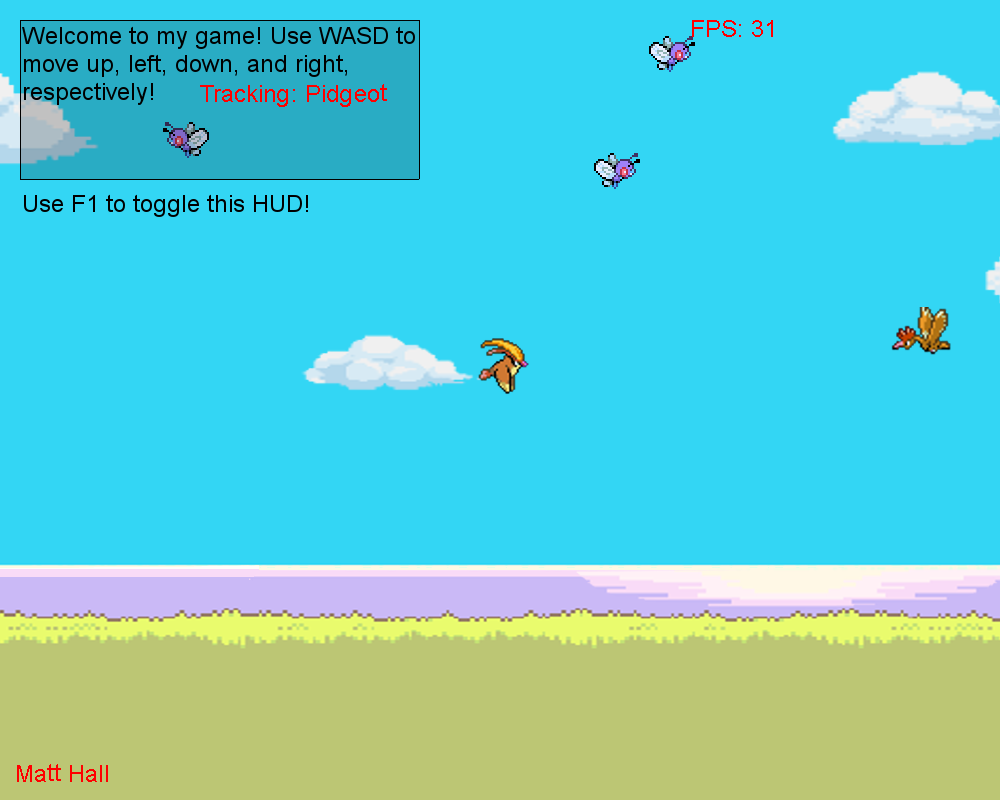 Welcome to my game! Use WASD to
move up, left, down, and right,
respectively!
Tracking: Pidgeot
Use F1 to toggle this HUD!
FPS: 31
Matt Hall